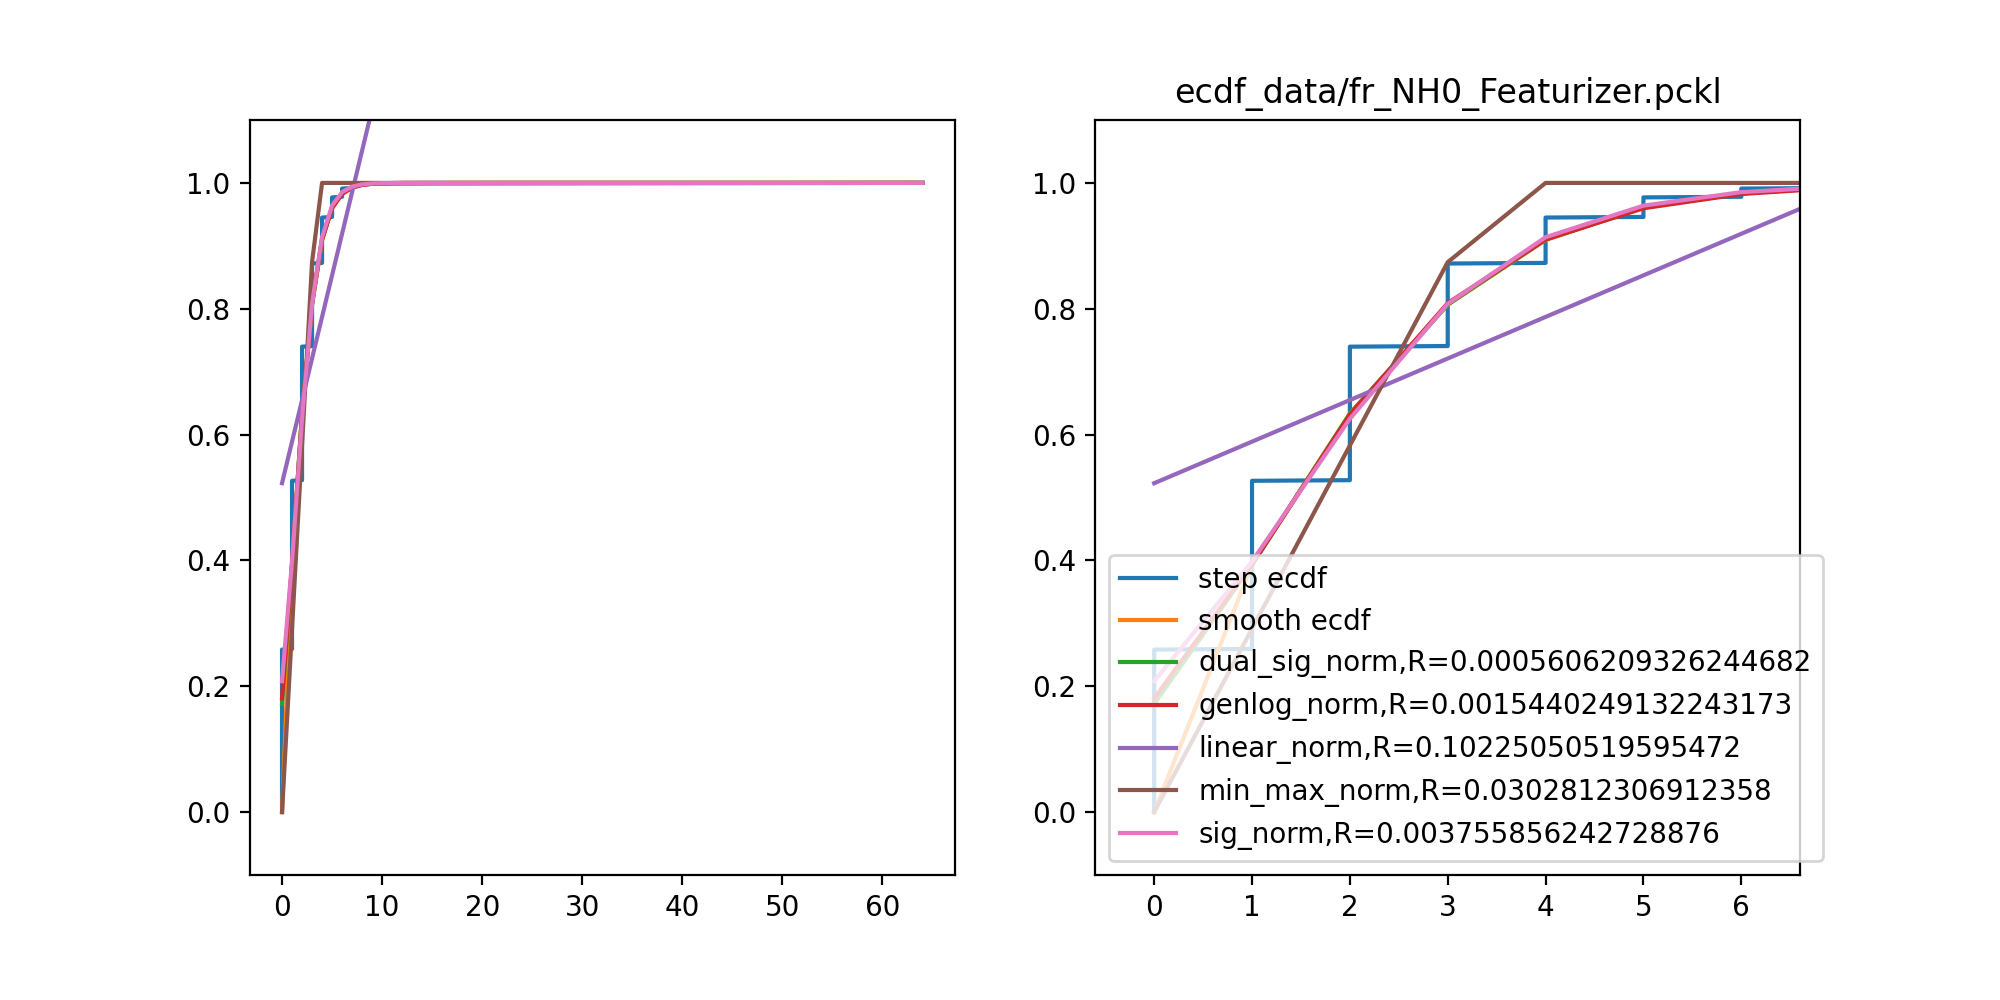 ecdf_data/fr_NH0_Featurizer.pckl
1.0
0.8
0.6
0.4
0.2
0.0
0 10 20 30 40 50 60
1.0
0.8
0.6
0.4
0.2
0.0
step ecdf
smooth ecdf
dual_sig_norm,R=0.0005606209326244682
genlog_norm,R=0.0015440249132243173
linear_norm,R=0.10225050519595472
min_max_norm,R=0.0302812306912358
sig_norm,R=0.003755856242728876
0 1 2 3 4 5 6